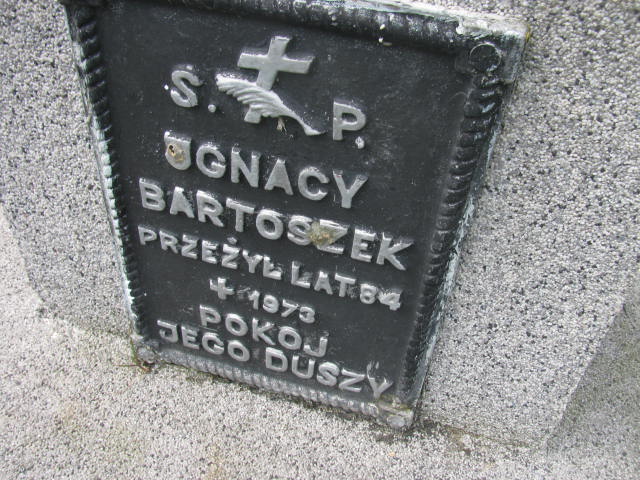 S. P.
IGNACY
BARTOSZEK
PRZEŻYŁ LAT 84
+ 1973
POKÓJ
JEGO DUSZY